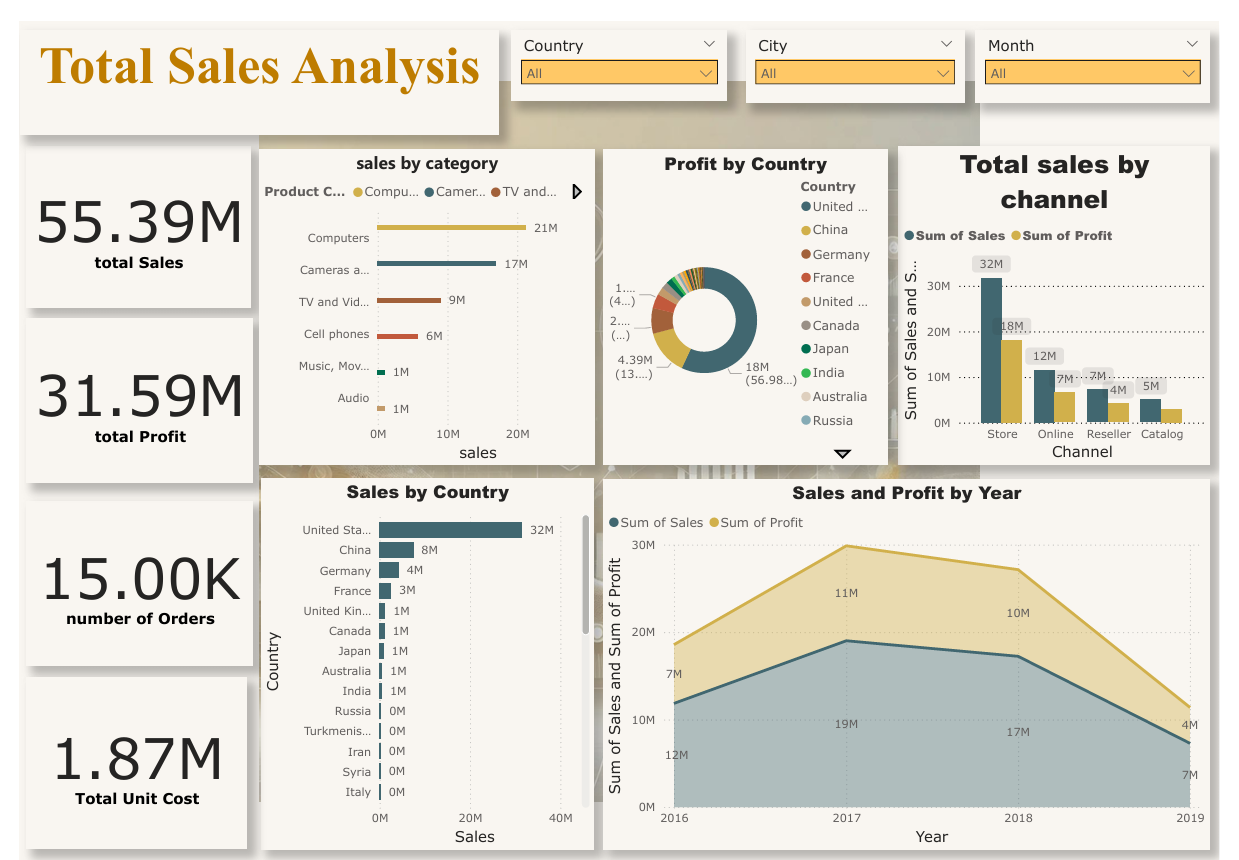 Total Sales Analysis
Country
All
City
All
Month
All
55.39M
total Sales
31.59M
total Profit
15.00K
number of Orders
1.87M
Total Unit Cost
sales by category
Product C... Compu... Camer... TV and...
Computers 21M
Cameras a... 17M
TV and Vid... 9M
Cell phones 6M
Music, Mov... 1M
Audio 1M
0M 10M 20M
sales
Profit by Country
Country
United ...
China
Germany
France
United ...
Canada
Japan
India
Australia
Russia
1....
(4...)
2....
(...)
4.39M
(13....)
18M
(56.98...)
Total sales by
channel
Sum of Sales Sum of Profit
Sum of Sales and S...
30M
20M
10M
0M
32M
18M
12M
7M
7M
4M
5M
Store Online Reseller Catalog
Channel
Sales by Country
Country
United Sta... 32M
China 8M
Germany 4M
France 3M
United Kin... 1M
Canada 1M
Japan 1M
Australia 1M
India 1M
Russia 0M
Turkmenis... 0M
Iran 0M
Syria 0M
Italy 0M
0M 20M 40M
Sales
Sales and Profit by Year
Sum of Sales Sum of Profit
Sum of Sales and Sum of Profit
30M
20M
10M
0M
7M
11M
10M
4M
12M
19M
17M
7M
2016 2017 2018 2019
Year